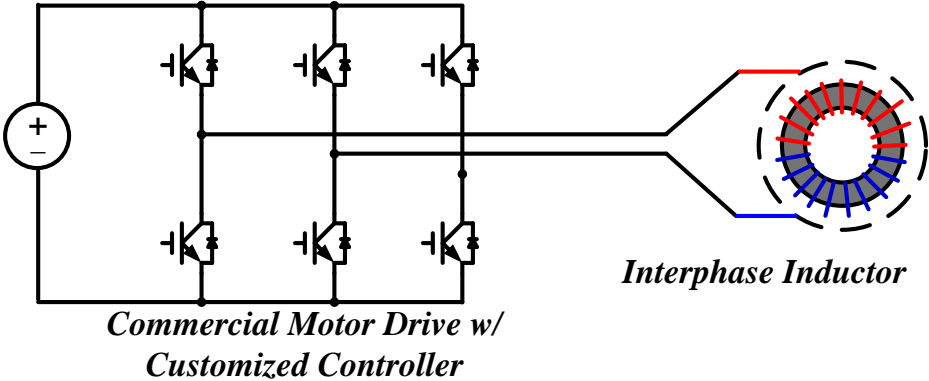 +
−
Interphase Inductor
Commercial Motor Drive w/
Customized Controller